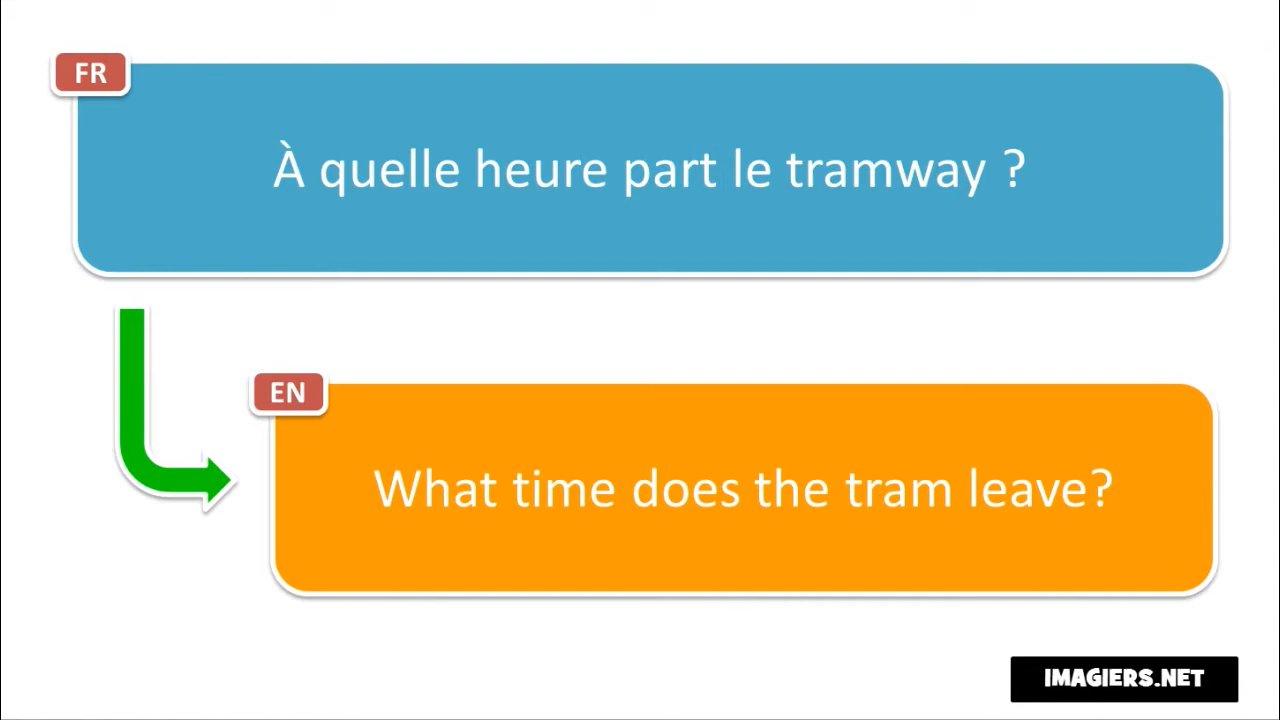 FR
À quelle heure part le tramway ?
EN
What time does the tram leave?
IMAGIERS.NET